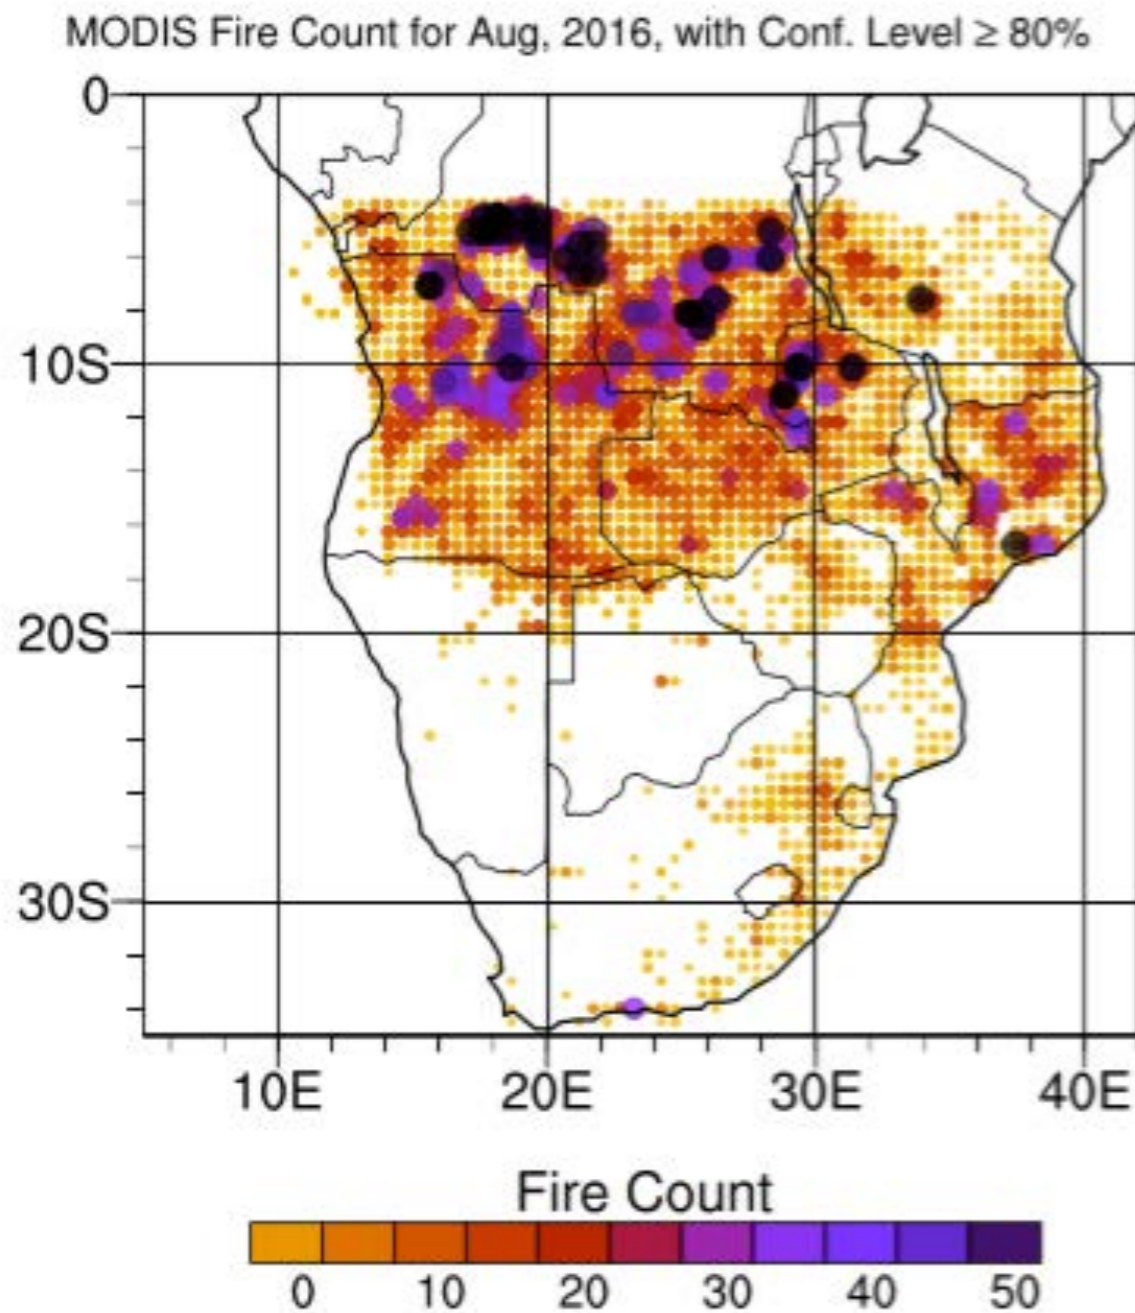 MODIS Fire Count for Aug, 2016, with Conf. Level ≥ 80%
0
10S
20S
30S
10E 20E 30E 40E
Fire Count
0 10 20 30 40 50